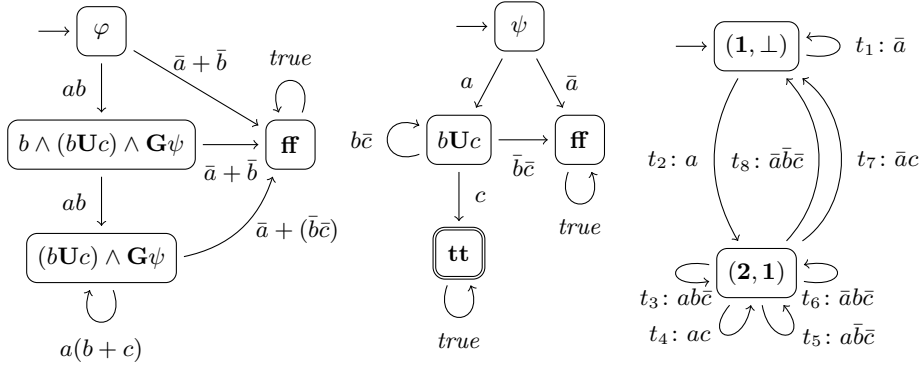 φ
ā + b̄
true
ab
b ∧ (bUc) ∧ Gψ
ff
ā + b̄
ab
ā + (b̄c̄)
(bUc) ∧ Gψ
a(b + c)
ψ
a
ā
bc̄
bUc
ff
b̄c̄
c
true
tt
true
(1, ⊥)
t₁: ā
t₂: a
t₈: āb̄c̄
t₇: āc
(2, 1)
t₃: abc̄
t₆: ābc̄
t₄: ac
t₅: ab̄c̄